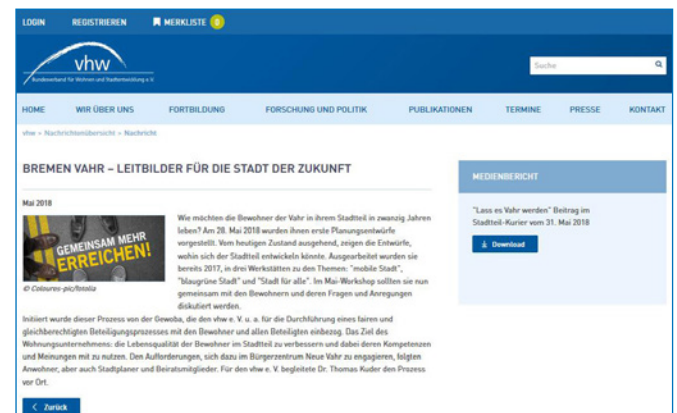 LOGIN REGISTRIEREN MERKLISTE 0
vhw
Bundesverband für Wohnen und Stadtentwicklung e.V.
Suche
HOME WIR ÜBER UNS FORTBILDUNG FORSCHUNG UND POLITIK PUBLIKATIONEN TERMINE PRESSE KONTAKT
vhw » Nachrichtenübersicht » Nachricht
BREMEN VAHR – LEITBILDER FÜR DIE STADT DER ZUKUNFT
Mai 2018
GEMEINSAM MEHR
ERREICHEN!
© Coloures-pic/fotolia
Wie möchten die Bewohner der Vahr in ihrem Stadtteil in zwanzig Jahren
leben? Am 28. Mai 2018 wurden ihnen erste Planungsentwürfe
vorgestellt. Vom heutigen Zustand ausgehend, zeigen die Entwürfe,
wohin sich der Stadtteil entwickeln könnte. Ausgearbeitet wurden sie
bereits 2017, in drei Werkstätten zu den Themen: "mobile Stadt",
"blaugrüne Stadt" und "Stadt für alle". Im Mai-Workshop sollten sie nun
gemeinsam mit den Bewohnern und deren Fragen und Anregungen
diskutiert werden.
Initiiert wurde dieser Prozess von der Gewoba, die den vhw e. V. u. a. für die Durchführung eines fairen und
gleichberechtigten Beteiligungsprozesses mit den Bewohner und allen Beteiligten einbezog. Das Ziel des
Wohnungsunternehmens: die Lebensqualität der Bewohner im Stadtteil zu verbessern und dabei deren Kompetenzen
und Meinungen mit zu nutzen. Den Aufforderungen, sich dazu im Bürgerzentrum Neue Vahr zu engagieren, folgten
Anwohner, aber auch Stadtplaner und Beiratsmitglieder. Für den vhw e. V. begleitete Dr. Thomas Kuder den Prozess
vor Ort.
Zurück
MEDIENBERICHT
"Lass es Vahr werden" Beitrag im
Stadtteil-Kurier vom 31. Mai 2018
Download